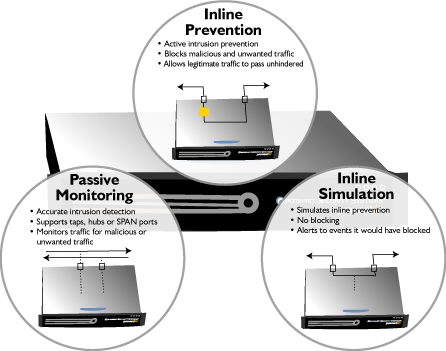 Inline
Prevention
• Active intrusion prevention
• Blocks malicious and unwanted traffic
• Allows legitimate traffic to pass unhindered
Passive
Monitoring
• Accurate intrusion detection
• Supports taps, hubs or SPAN ports
• Monitors traffic for malicious or
unwanted traffic
Inline
Simulation
• Simulates inline prevention
• No blocking
• Alerts to events it would have blocked